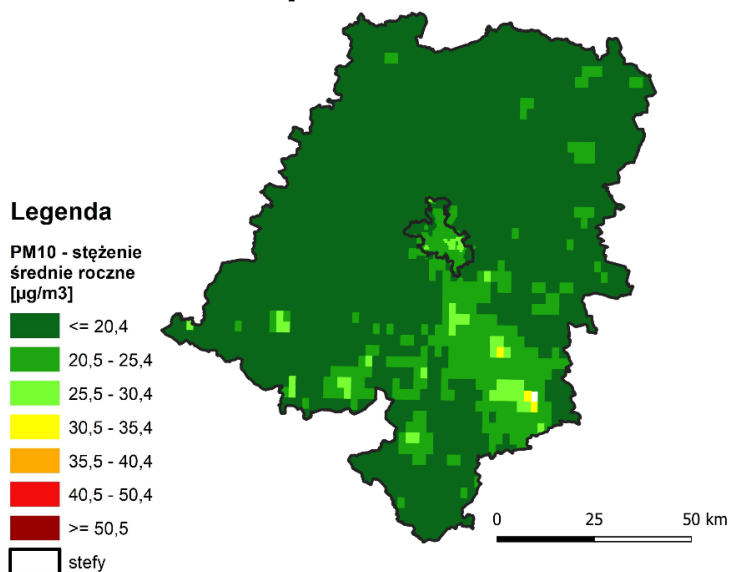 Legenda
PM10 - stężenie
średnie roczne
[µg/m3]
<= 20,4
20,5 - 25,4
25,5 - 30,4
30,5 - 35,4
35,5 - 40,4
40,5 - 50,4
>= 50,5
stefy
0 25 50 km